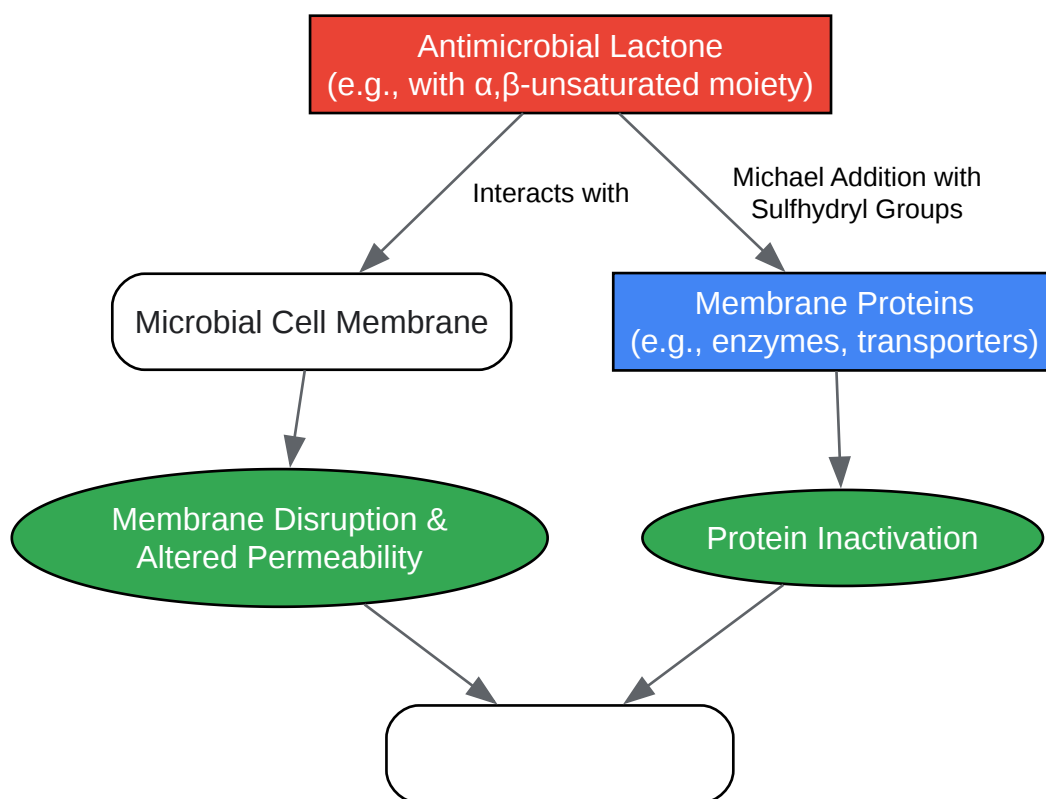 Antimicrobial Lactone
(e.g., with α,β-unsaturated moiety)
Interacts with
Michael Addition with
Sulfhydryl Groups
Microbial Cell Membrane
Membrane Proteins
(e.g., enzymes, transporters)
Membrane Disruption &
Altered Permeability
Protein Inactivation